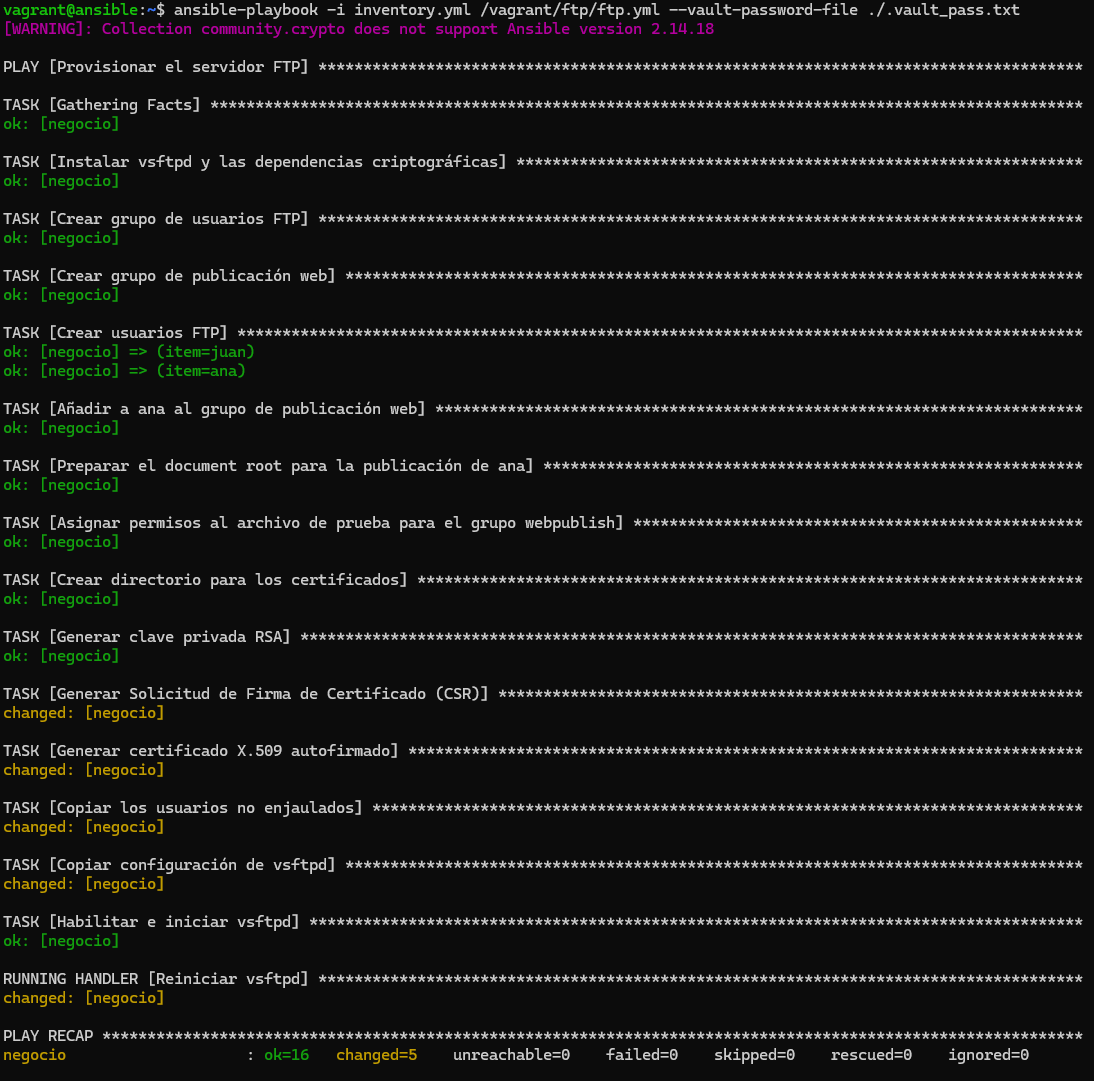 vagrant@ansible:~$ ansible-playbook -i inventory.yml /vagrant/ftp/ftp.yml --vault-password-file ./.vault_pass.txt
[WARNING]: Collection community.crypto does not support Ansible version 2.14.18
PLAY [Provisionar el servidor FTP] *************************************************************************************
TASK [Gathering Facts] *************************************************************************************************
ok: [negocio]
TASK [Instalar vsftpd y las dependencias criptográficas] ***************************************************************
ok: [negocio]
TASK [Crear grupo de usuarios FTP] *************************************************************************************
ok: [negocio]
TASK [Crear grupo de publicación web] **********************************************************************************
ok: [negocio]
TASK [Crear usuarios FTP] **********************************************************************************************
ok: [negocio] => (item=juan)
ok: [negocio] => (item=ana)
TASK [Añadir a ana al grupo de publicación web] ************************************************************************
ok: [negocio]
TASK [Preparar el document root para la publicación de ana] ************************************************************
ok: [negocio]
TASK [Asignar permisos al archivo de prueba para el grupo webpublish] **************************************************
ok: [negocio]
TASK [Crear directorio para los certificados] **************************************************************************
ok: [negocio]
TASK [Generar clave privada RSA] ***************************************************************************************
ok: [negocio]
TASK [Generar Solicitud de Firma de Certificado (CSR)] *****************************************************************
changed: [negocio]
TASK [Generar certificado X.509 autofirmado] ***************************************************************************
changed: [negocio]
TASK [Copiar los usuarios no enjaulados] *******************************************************************************
changed: [negocio]
TASK [Copiar configuración de vsftpd] **********************************************************************************
changed: [negocio]
TASK [Habilitar e iniciar vsftpd] **************************************************************************************
ok: [negocio]
RUNNING HANDLER [Reiniciar vsftpd] *************************************************************************************
changed: [negocio]
PLAY RECAP *************************************************************************************************************
negocio                    : ok=16   changed=5    unreachable=0    failed=0    skipped=0    rescued=0    ignored=0